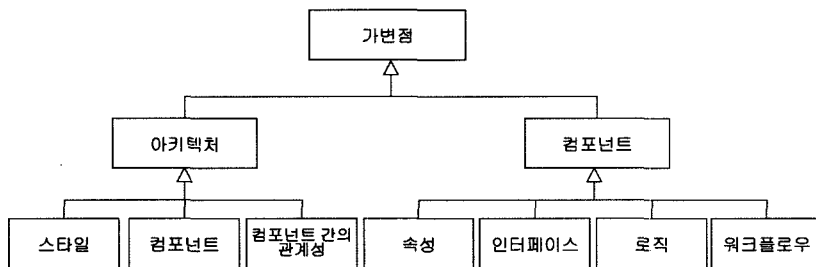 가변점
아키텍처
컴포넌트
스타일
컴포넌트
컴포넌트 간의
관계성
속성
인터페이스
로직
워크플로우